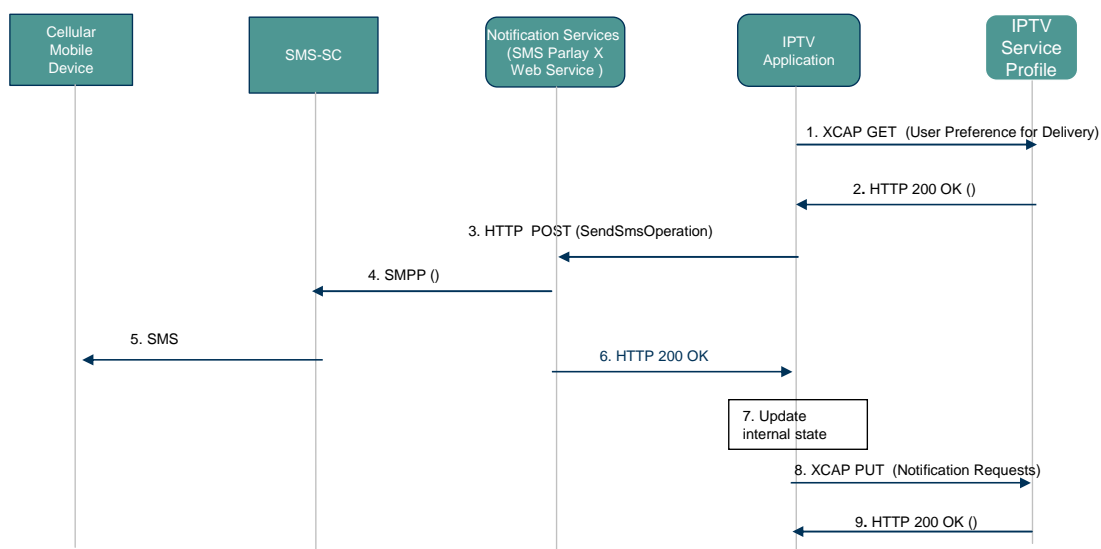 Cellular
Mobile
Device
SMS-SC
Notification Services
(SMS Parlay X
Web Service )
IPTV
Application
IPTV
Service
Profile
1. XCAP GET (User Preference for Delivery)
2. HTTP 200 OK ()
3. HTTP POST (SendSmsOperation)
4. SMPP ()
5. SMS
6. HTTP 200 OK
7. Update
internal state
8. XCAP PUT (Notification Requests)
9. HTTP 200 OK ()